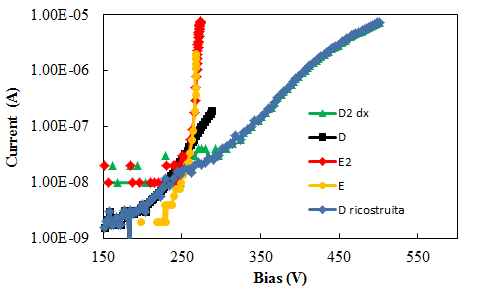 1.00E-05
1.00E-06
1.00E-07
1.00E-08
1.00E-09
Current (A)
D2 dx
D
E2
E
D ricostruita
150 250 350 450 550
Bias (V)